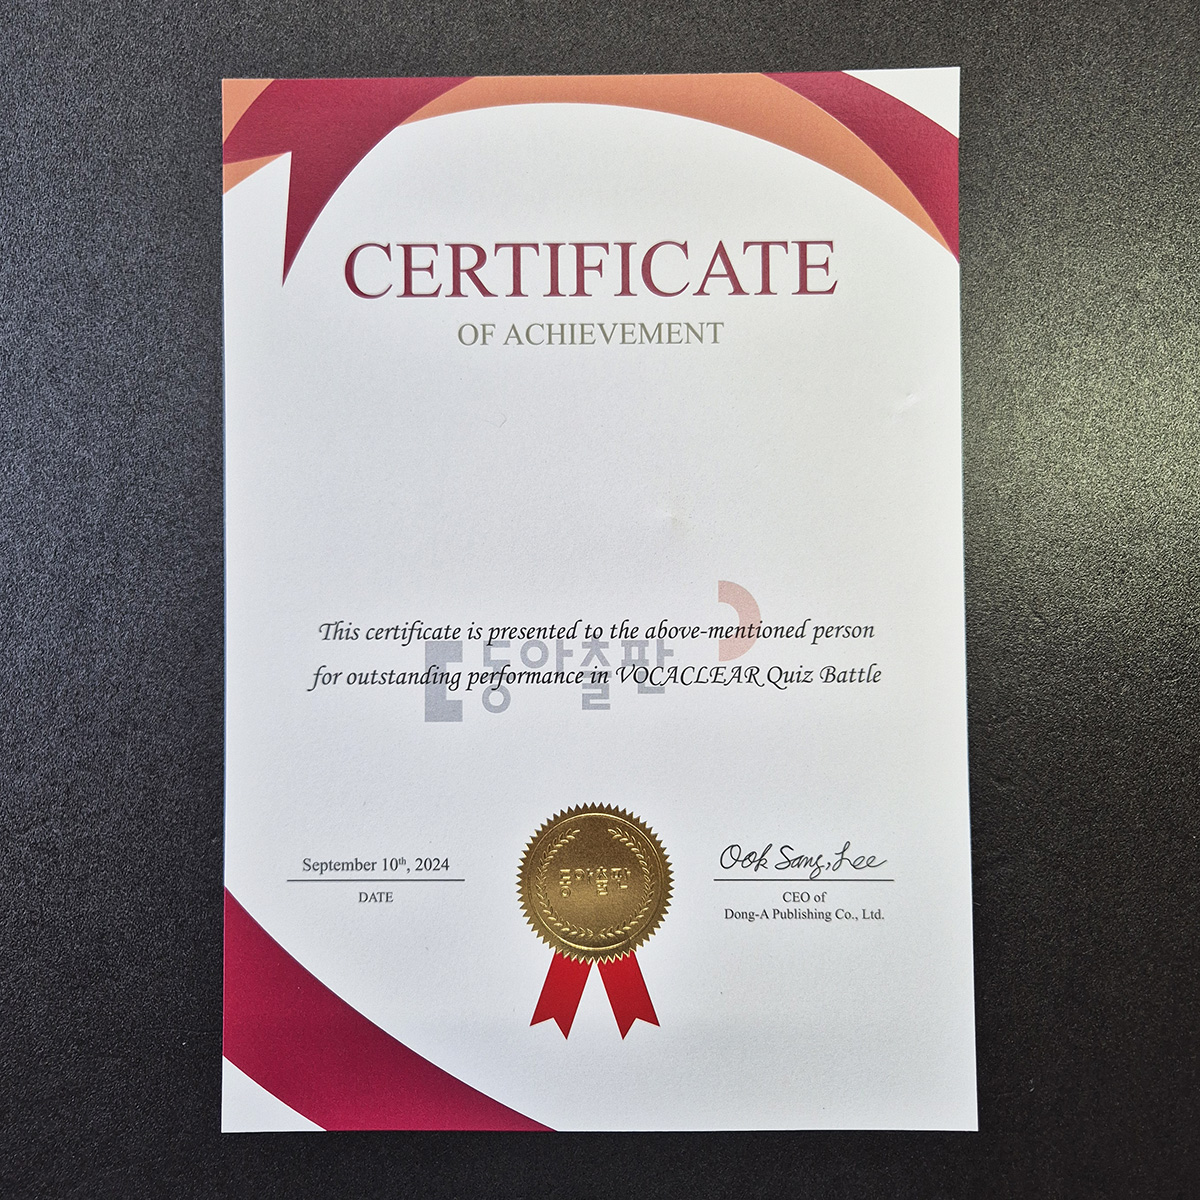 CERTIFICATE
OF ACHIEVEMENT
This certificate is presented to the above-mentioned person
동아출판
for outstanding performance in VOCACLEAR Quiz Battle
동아출판
September 10th, 2024
DATE
Ook Sang, Lee
CEO of
Dong-A Publishing Co., Ltd.